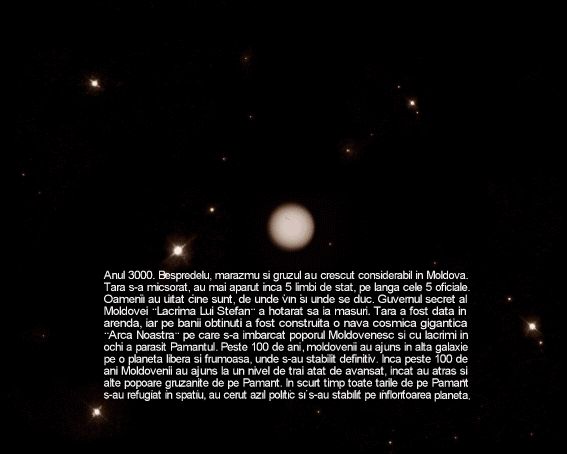 Anul 3000. Bespredelu, marazmu si gruzul au crescut considerabil in Moldova.
Tara s-a micsorat, au mai aparut inca 5 limbi de stat, pe langa cele 5 oficiale.
Oamenii au uitat cine sunt, de unde vin si unde se duc. Guvernul secret al
Moldovei ¨Lacrima Lui Stefan¨ a hotarat sa ia masuri. Tara a fost data in
arenda, iar pe banii obtinuti a fost construita o nava cosmica gigantica
¨Arca Noastra¨ pe care s-a imbarcat poporul Moldovenesc si cu lacrimi in
ochi a parasit Pamantul. Peste 100 de ani, moldovenii au ajuns in alta galaxie
pe o planeta libera si frumoasa, unde s-au stabilit definitiv. Inca peste 100 de
ani Moldovenii au ajuns la un nivel de trai atat de avansat, incat au atras si
alte popoare gruzanite de pe Pamant. In scurt timp toate tarile de pe Pamant
s-au refugiat in spatiu, au cerut azil politic si s-au stabilit pe infloritoarea planeta.